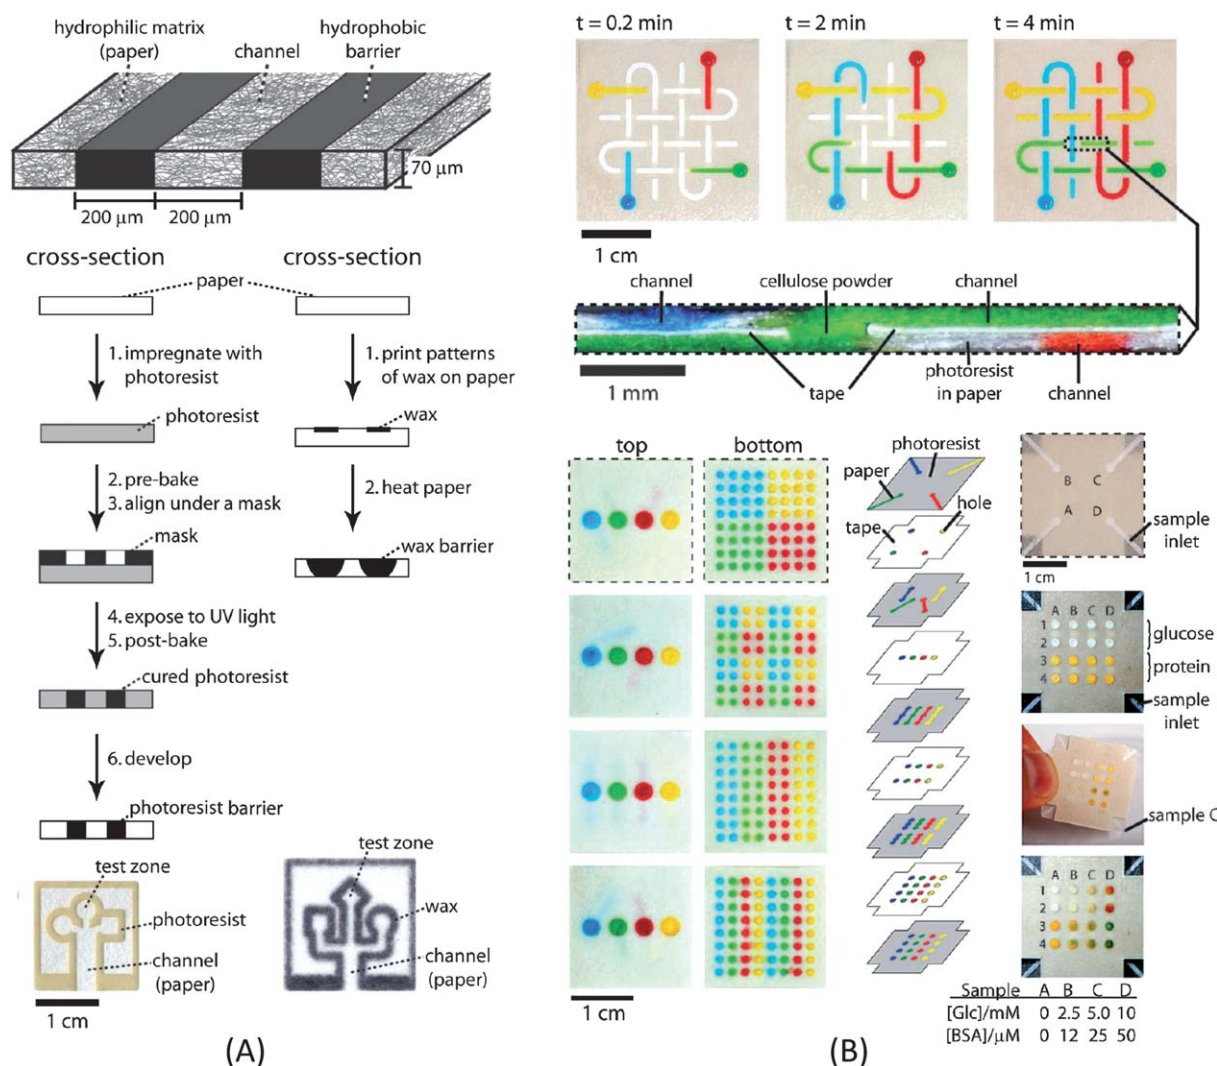 hydrophilic matrix
(paper)
channel
hydrophobic
barrier
70 μm
200 μm
200 μm
cross-section
cross-section
paper
1. impregnate with
photoresist
1. print patterns
of wax on paper
photoresist
wax
2. pre-bake
3. align under a mask
2. heat paper
mask
wax barrier
4. expose to UV light
5. post-bake
cured photoresist
6. develop
photoresist barrier
test zone
photoresist
channel
(paper)
1 cm
test zone
wax
channel
(paper)
(A)
t = 0.2 min
t = 2 min
t = 4 min
1 cm
channel
cellulose powder
channel
1 mm
tape
photoresist
in paper
channel
top
bottom
photoresist
paper
hole
tape
1 cm
B C
A D
sample
inlet
1 cm
A B C D
1
2
3
4
glucose
protein
sample
inlet
sample C
A B C D
1
2
3
4
Sample A B C D
[Glc]/mM 0 2.5 5.0 10
[BSA]/μM 0 12 25 50
(B)